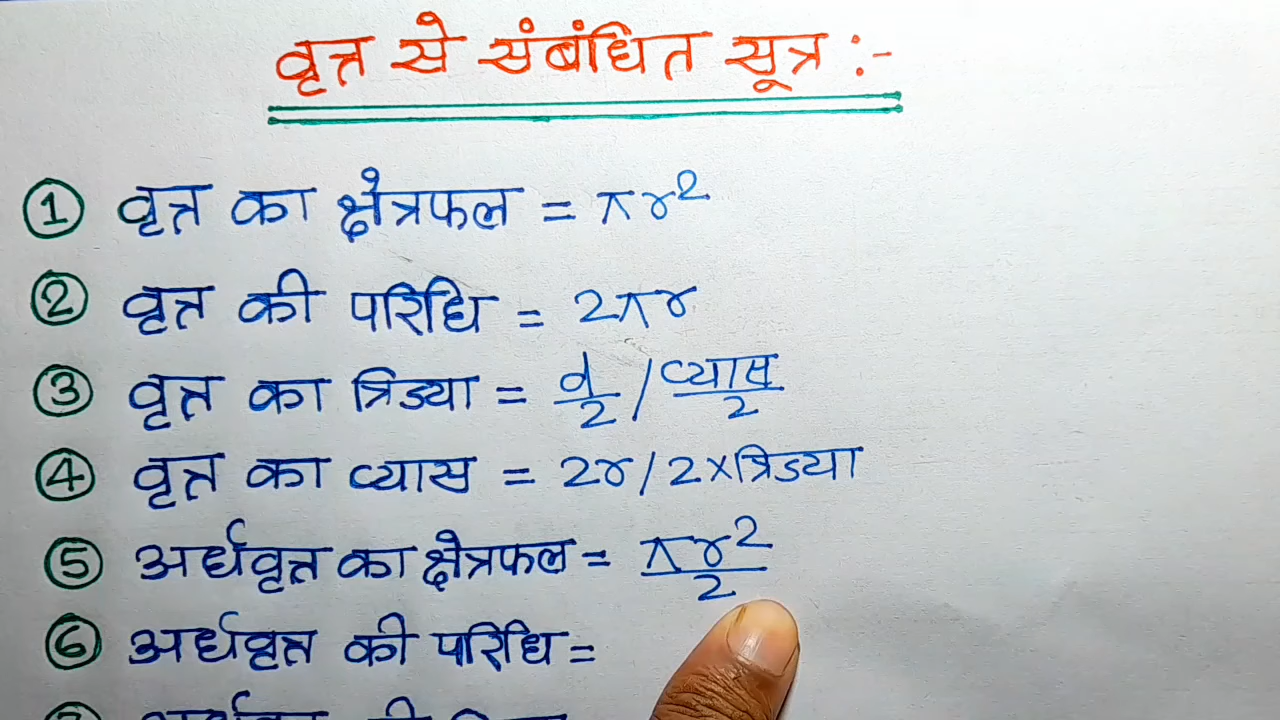 वृत्त से संबंधित सूत्र :-
① वृत्त का क्षेत्रफल = πr²
② वृत्त की परिधि = 2πr
③ वृत्त का त्रिज्या = d/2 / व्यास/2
④ वृत्त का व्यास = 2r / 2×त्रिज्या
⑤ अर्धवृत्त का क्षेत्रफल = πr²/2
⑥ अर्धवृत्त की परिधि =